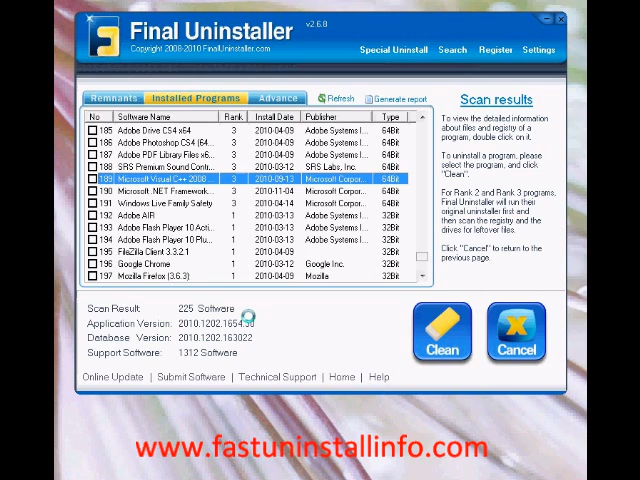 Final Uninstaller v2.6.8
Copyright 2008-2010 FinalUninstaller.com
Special Uninstall Search Register Settings
Remnants Installed Programs Advance Refresh Generate report
No Software Name Rank Install Date Publisher Type
185 Adobe Drive CS4 x64 3 2010-04-09 Adobe Systems I... 64Bit
186 Adobe Photoshop CS4 (64... 3 2010-04-09 Adobe Systems I... 64Bit
187 Adobe PDF Library Files x6... 3 2010-04-09 Adobe Systems I... 64Bit
188 SRS Premium Sound Contr... 3 2010-03-12 SRS Labs, Inc. 64Bit
189 Microsoft Visual C++ 2008 ... 3 2010-09-13 Microsoft Corpor... 64Bit
190 Microsoft .NET Framework... 3 2010-11-04 Microsoft Corpor... 64Bit
191 Windows Live Family Safety 3 2010-04-14 Microsoft Corpor... 64Bit
192 Adobe AIR 1 2010-04-09 Adobe Systems I... 32Bit
193 Adobe Flash Player 10 Acti... 1 2010-03-12 Adobe Systems I... 32Bit
194 Adobe Flash Player 10 Plu... 1 2010-04-09 Adobe Systems I... 32Bit
195 FileZilla Client 3.3.2.1 1 2010-04-09 32Bit
196 Google Chrome 1 2010-03-12 Google Inc. 32Bit
197 Mozilla Firefox (3.6.3) 1 2010-04-09 Mozilla 32Bit
Scan results
To view the detailed information
about files and registry of a
program, double click on it.
To uninstall a program, please
select the program, and click
"Clean".
For Rank 2 and Rank 3 programs,
Final Uninstaller will run their
original uninstaller first and
then scan the registry and the
drives for leftover files.
Click "Cancel" to return to the
previous page.
Scan Result: 225 Software
Application Version: 2010.1202.1654.30
Database Version: 2010.1202.163022
Support Software: 1312 Software
Clean Cancel
Online Update | Submit Software | Technical Support | Home | Help
www.fastuninstallinfo.com